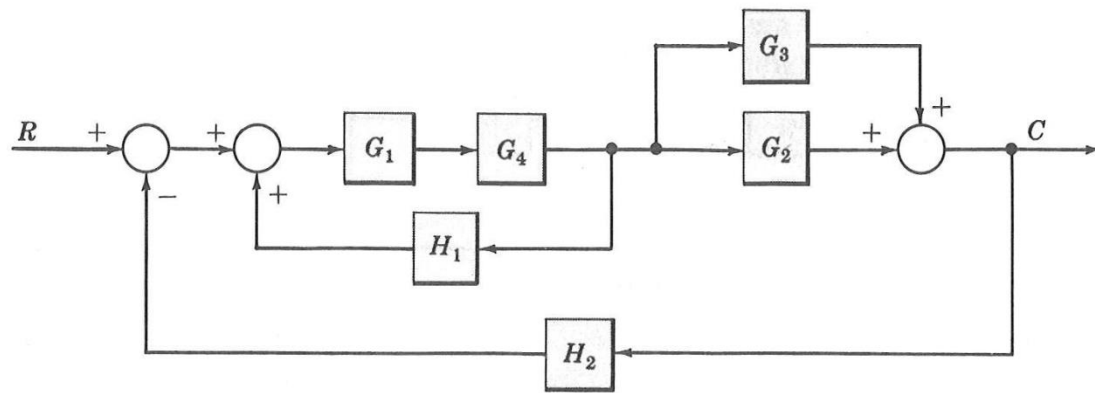 G₃
R + + G₁ G₄ G₂ + + C
− + H₁
H₂